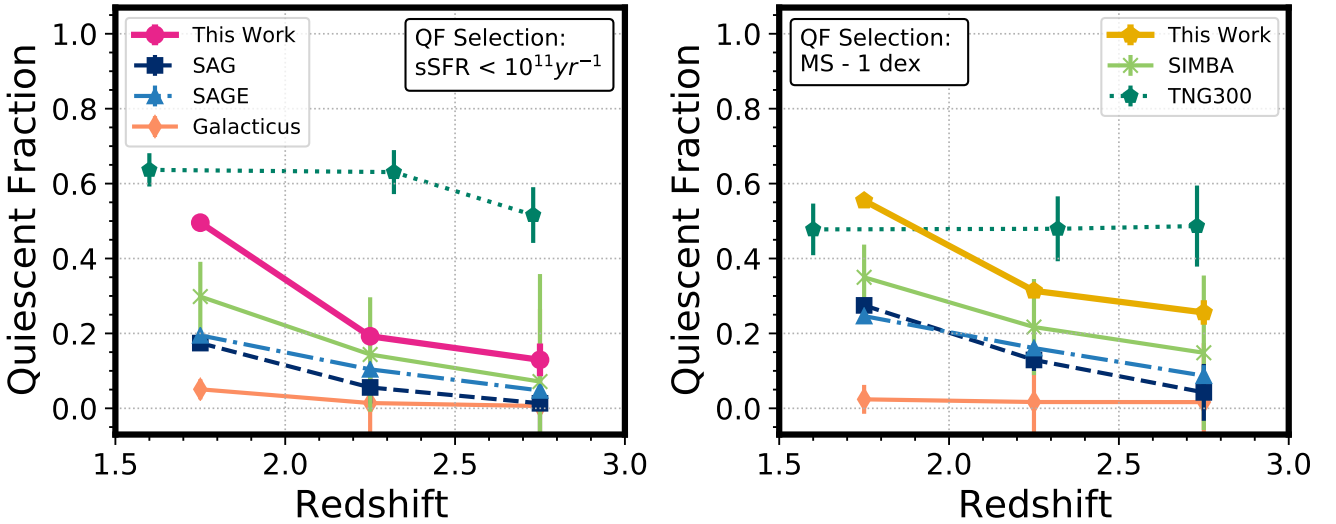 This Work
SAG
SAGE
Galacticus
QF Selection:
sSFR < 10^{11}yr^{-1}
1.0
0.8
0.6
0.4
0.2
0.0
Quiescent Fraction
1.5
2.0
2.5
3.0
Redshift
QF Selection:
MS - 1 dex
This Work
SIMBA
TNG300
1.0
0.8
0.6
0.4
0.2
0.0
Quiescent Fraction
1.5
2.0
2.5
3.0
Redshift